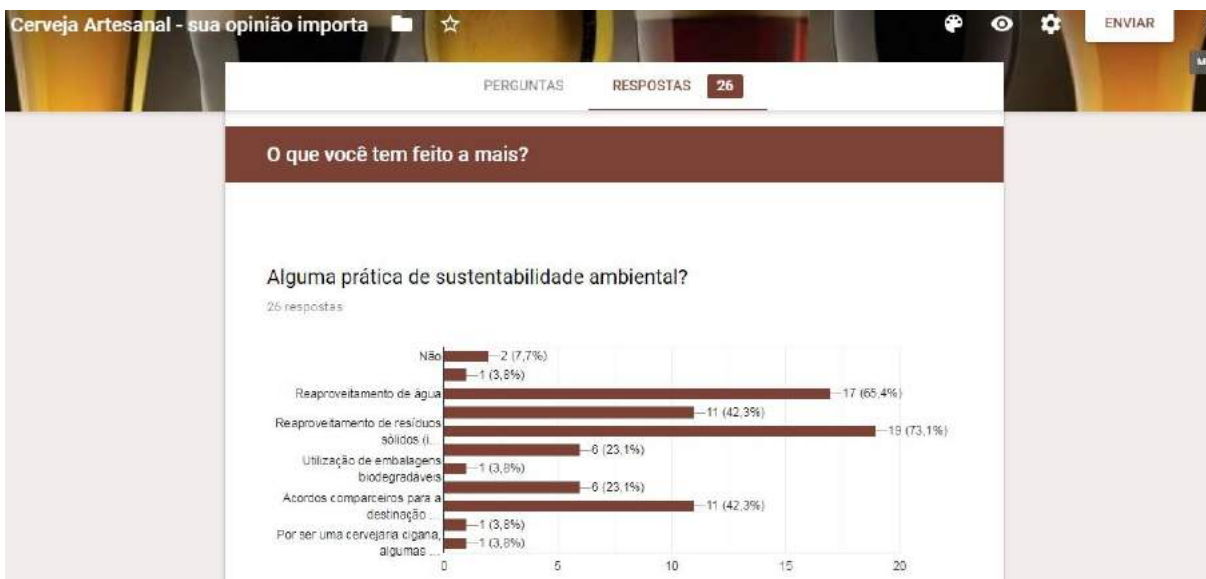 Cerveja Artesanal - sua opinião importa
ENVIAR
M
PERGUNTAS RESPOSTAS 26
O que você tem feito a mais?
Alguma prática de sustentabilidade ambiental?
26 respostas
Não
2 (7,7%)
1 (3,8%)
Reaproveitamento de água
17 (65,4%)
11 (42,3%)
Reaproveitamento de resíduos
sólidos (i...
19 (73,1%)
6 (23,1%)
Utilização de embalagens
biodegradáveis
1 (3,8%)
6 (23,1%)
Acordos comparceiros para a
destinação ...
11 (42,3%)
1 (3,8%)
Por ser uma cervejaria cigana,
algumas ...
1 (3,8%)
0 5 10 15 20